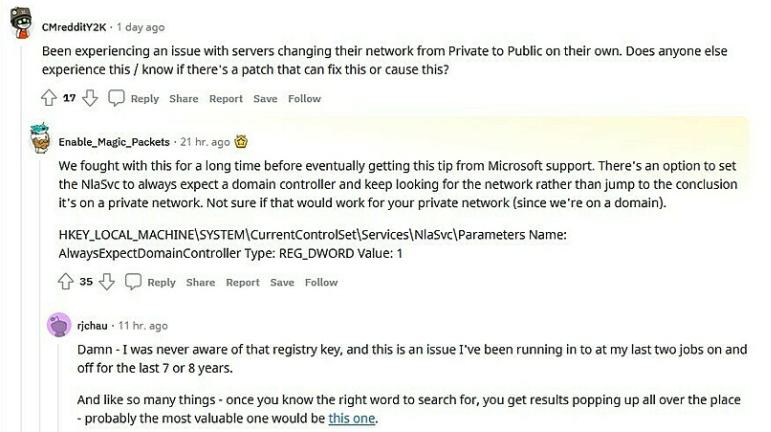 CMredditY2K · 1 day ago
Been experiencing an issue with servers changing their network from Private to Public on their own. Does anyone else
experience this / know if there's a patch that can fix this or cause this?
17 Reply Share Report Save Follow
Enable_Magic_Packets · 21 hr. ago
We fought with this for a long time before eventually getting this tip from Microsoft support. There's an option to set
the NlaSvc to always expect a domain controller and keep looking for the network rather than jump to the conclusion
it's on a private network. Not sure if that would work for your private network (since we're on a domain).
HKEY_LOCAL_MACHINE\SYSTEM\CurrentControlSet\Services\NlaSvc\Parameters Name:
AlwaysExpectDomainController Type: REG_DWORD Value: 1
35 Reply Share Report Save Follow
rjchau · 11 hr. ago
Damn - I was never aware of that registry key, and this is an issue I've been running in to at my last two jobs on and
off for the last 7 or 8 years.
And like so many things - once you know the right word to search for, you get results popping up all over the place
- probably the most valuable one would be this one.